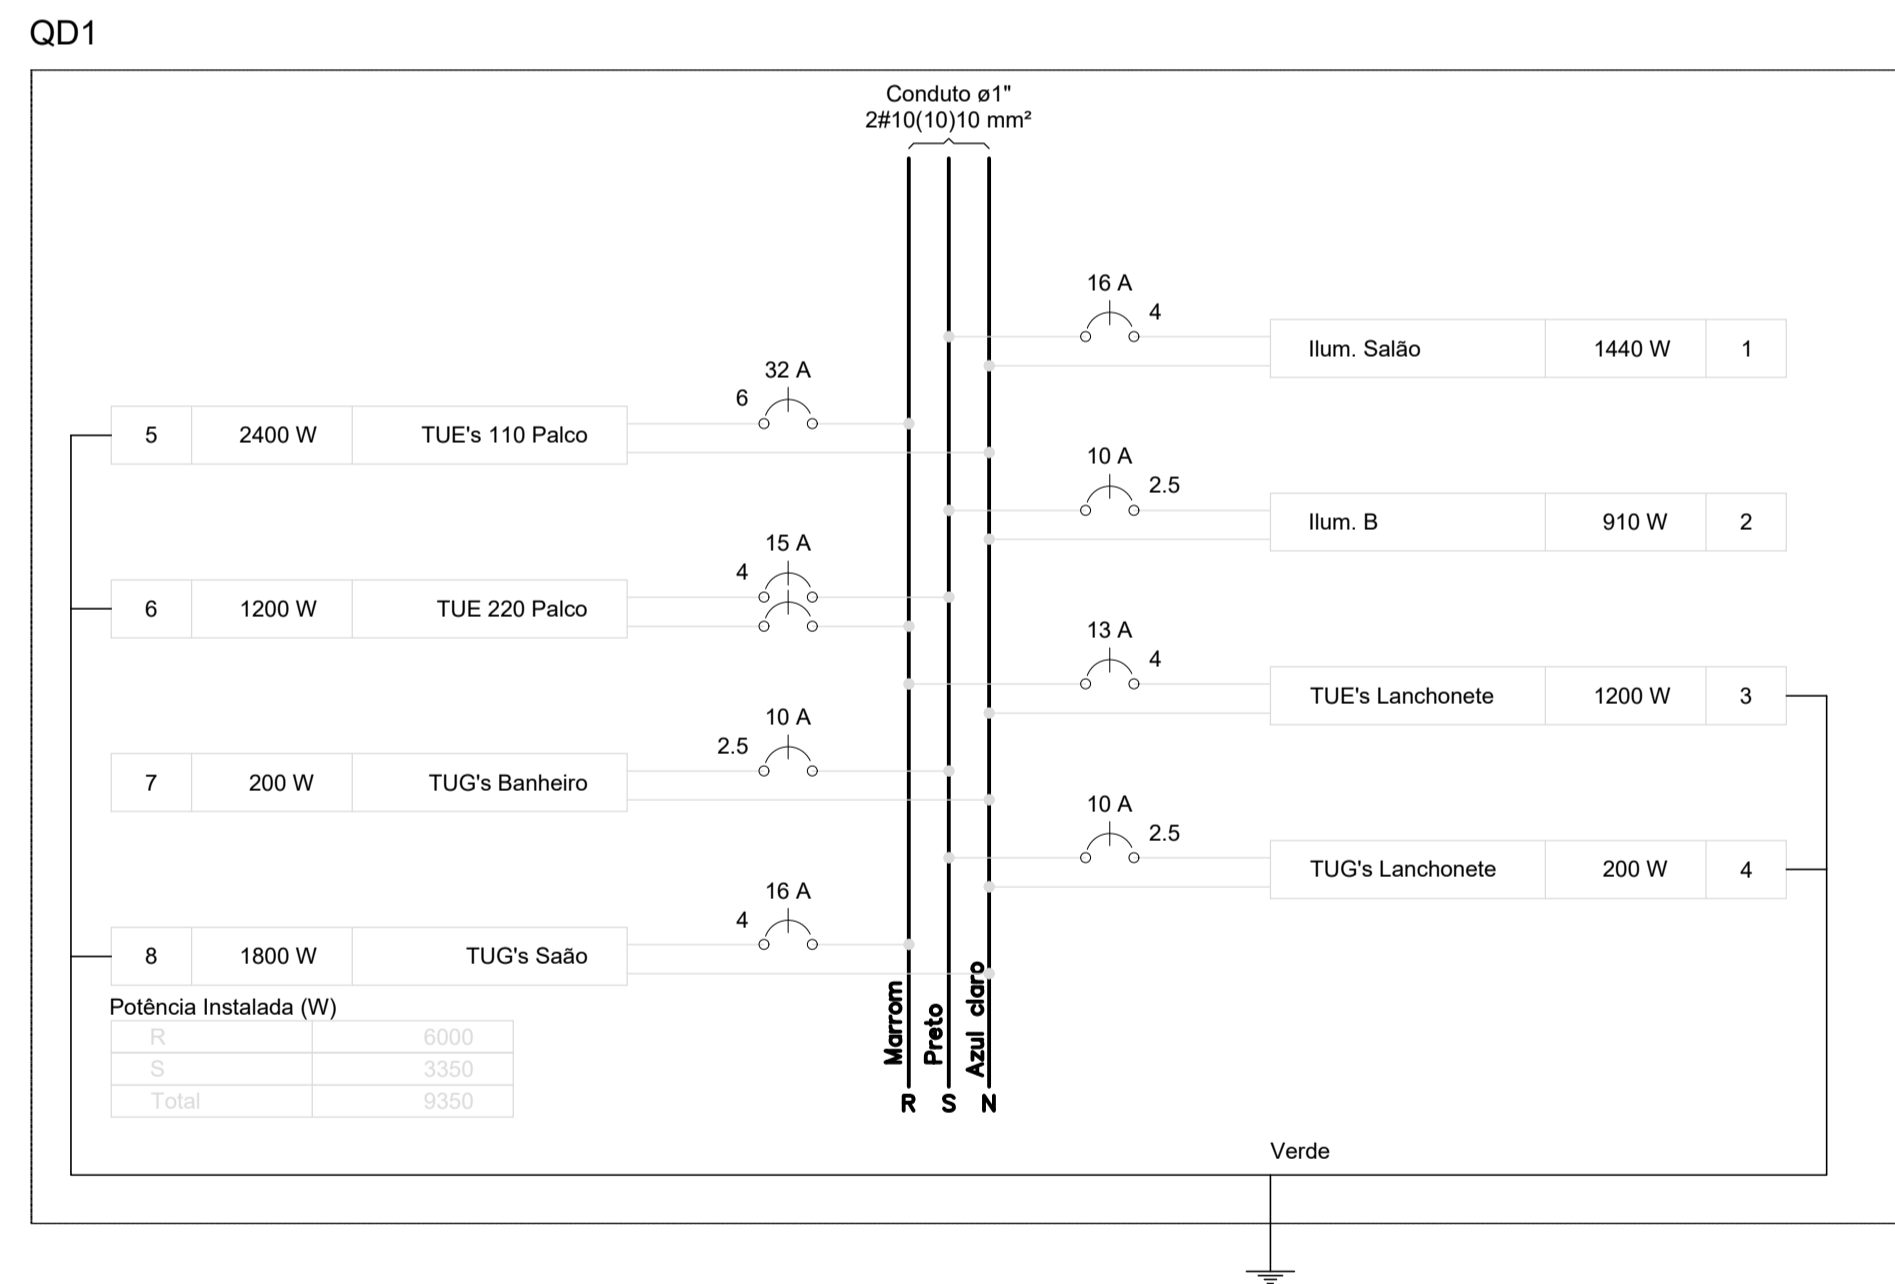 QD1
Conduto ø1"
2#10(10)10 mm²
16 A
4
Ilum. Salão 1440 W 1
32 A
6
5 2400 W TUE's 110 Palco
10 A
2.5
Ilum. B 910 W 2
15 A
4
6 1200 W TUE 220 Palco
13 A
4
TUE's Lanchonete 1200 W 3
10 A
2.5
7 200 W TUG's Banheiro
10 A
2.5
TUG's Lanchonete 200 W 4
16 A
4
8 1800 W TUG's Saão
Potência Instalada (W)
R 6000
S 3350
Total 9350
Marrom
Preto
Azul claro
R S N
Verde